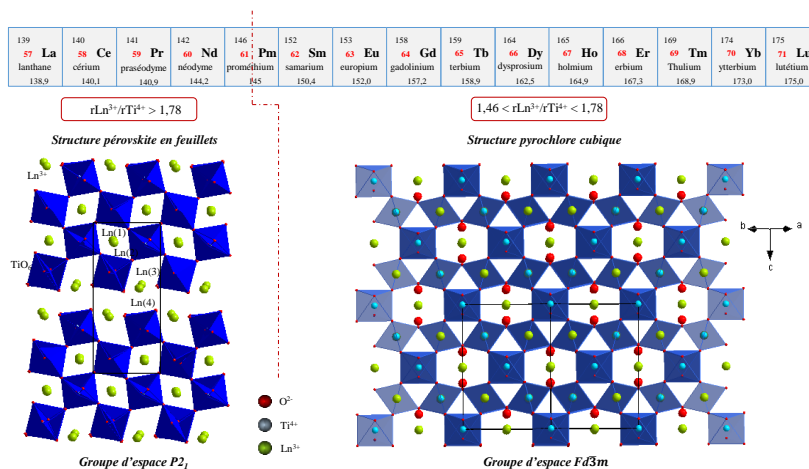 139 140 141 142 146 152 153 158 159 164 165 166 169 174 175
57 La 58 Ce 59 Pr 60 Nd 61 Pm 62 Sm 63 Eu 64 Gd 65 Tb 66 Dy 67 Ho 68 Er 69 Tm 70 Yb 71 Lu
lanthane cérium praséodyme néodyme prométhium samarium europium gadolinium terbium dysprosium holmium erbium Thulium ytterbium lutétium
138,9 140,1 140,9 144,2 145 150,4 152,0 157,2 158,9 162,5 164,9 167,3 168,9 173,0 175,0
rLn³⁺/rTi⁴⁺ > 1,78
1,46 < rLn³⁺/rTi⁴⁺ < 1,78
Structure pérovskite en feuillets
Structure pyrochlore cubique
Ln³⁺
b a
c
Ln(1)
TiO₆
Ln(3)
Ln(4)
O²⁻
Ti⁴⁺
Ln³⁺
Groupe d'espace P2₁
Groupe d'espace Fd3̅m